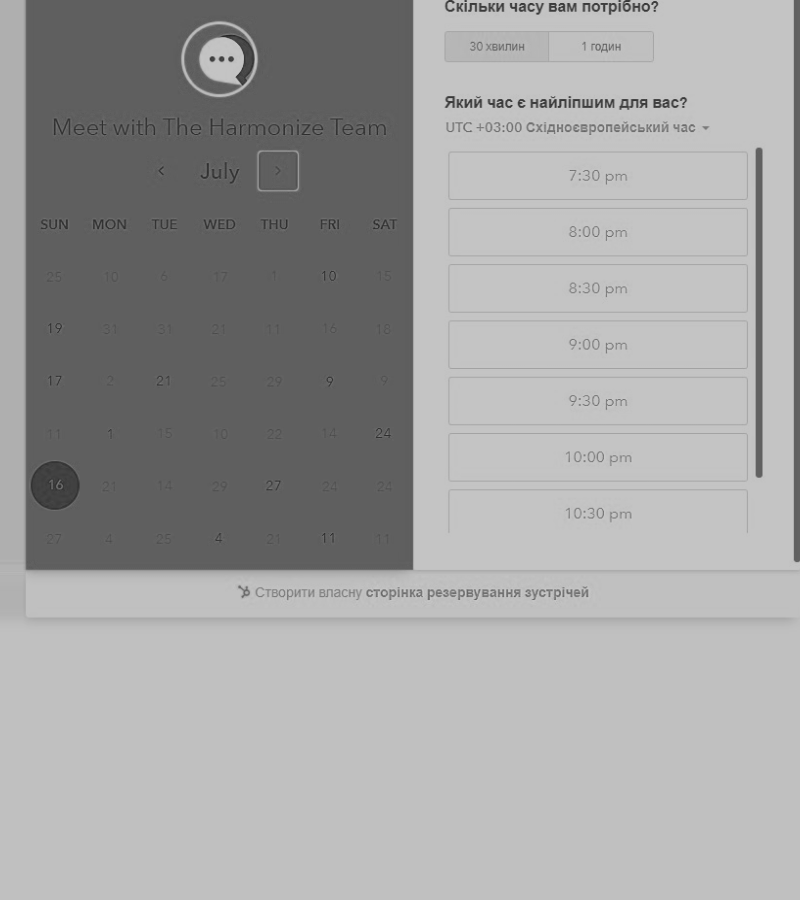 Meet with The Harmonize Team
July
SUN MON TUE WED THU FRI SAT
25 10 6 17 1 10 15
19 31 31 21 11 16 18
17 2 21 25 29 9 9
11 1 15 10 22 14 24
16 21 14 29 27 24 24
27 4 25 4 21 11 11
Скільки часу вам потрібно?
30 хвилин 1 годин
Який час є найліпшим для вас?
UTC +03:00 Східноєвропейський час
7:30 pm
8:00 pm
8:30 pm
9:00 pm
9:30 pm
10:00 pm
10:30 pm
Створити власну сторінка резервування зустрічей